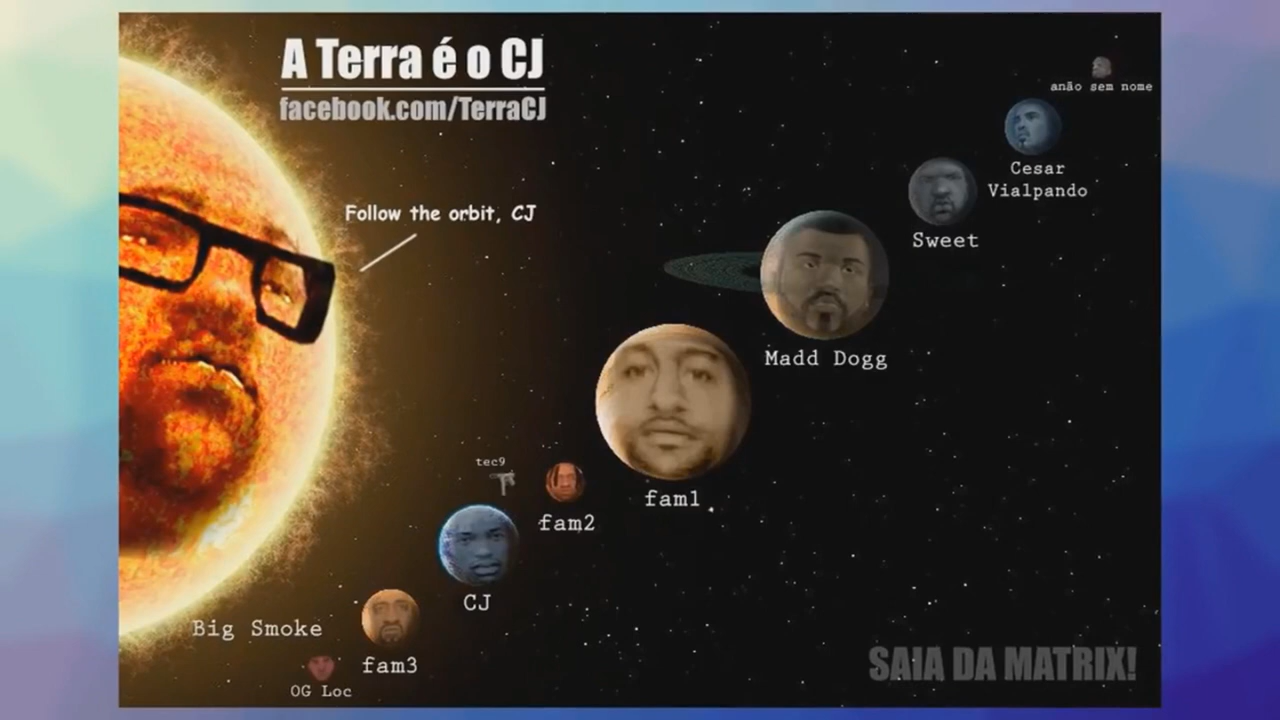 A Terra é o CJ
facebook.com/TerraCJ
anão sem nome
Cesar
Vialpando
Follow the orbit, CJ
Sweet
Madd Dogg
tec9
fam1
fam2
CJ
Big Smoke
fam3
OG Loc
SAIA DA MATRIX!